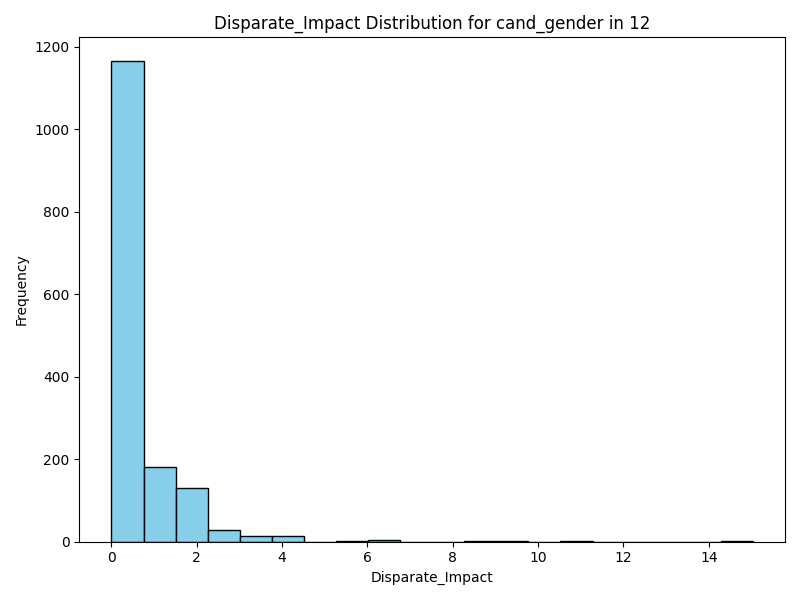 Disparate_Impact Distribution for cand_gender in 12
1200
1000
800
600
400
200
0
Frequency
0 2 4 6 8 10 12 14
Disparate_Impact